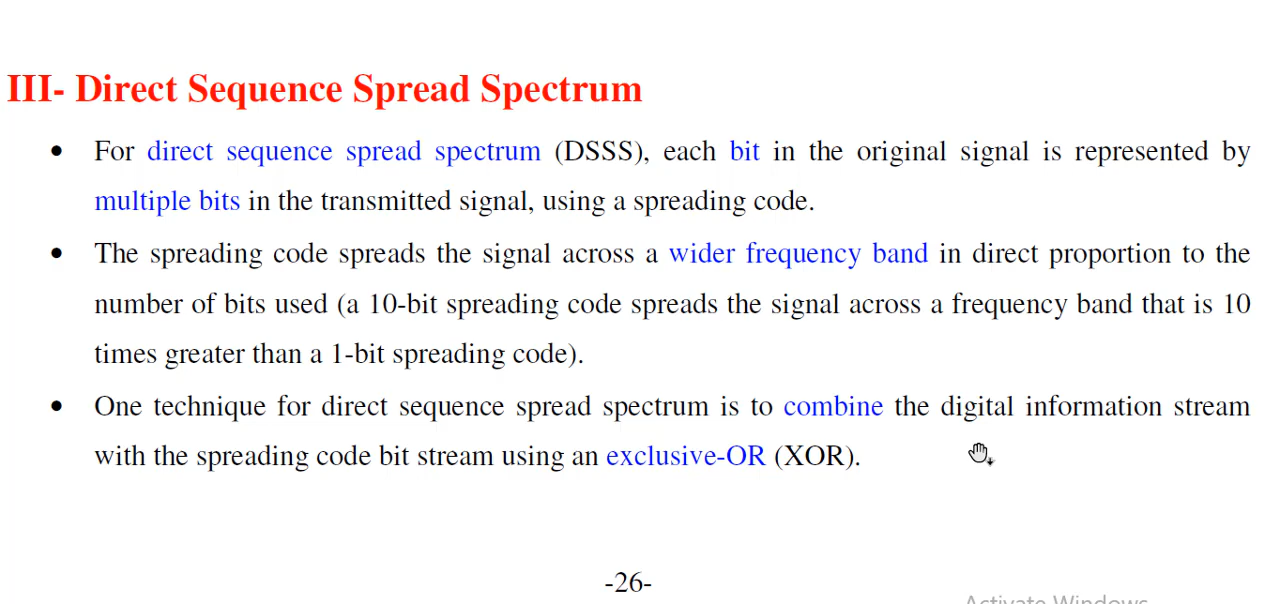 III- Direct Sequence Spread Spectrum
• For direct sequence spread spectrum (DSSS), each bit in the original signal is represented by
multiple bits in the transmitted signal, using a spreading code.
• The spreading code spreads the signal across a wider frequency band in direct proportion to the
number of bits used (a 10-bit spreading code spreads the signal across a frequency band that is 10
times greater than a 1-bit spreading code).
• One technique for direct sequence spread spectrum is to combine the digital information stream
with the spreading code bit stream using an exclusive-OR (XOR).
-26-
Activate Windows